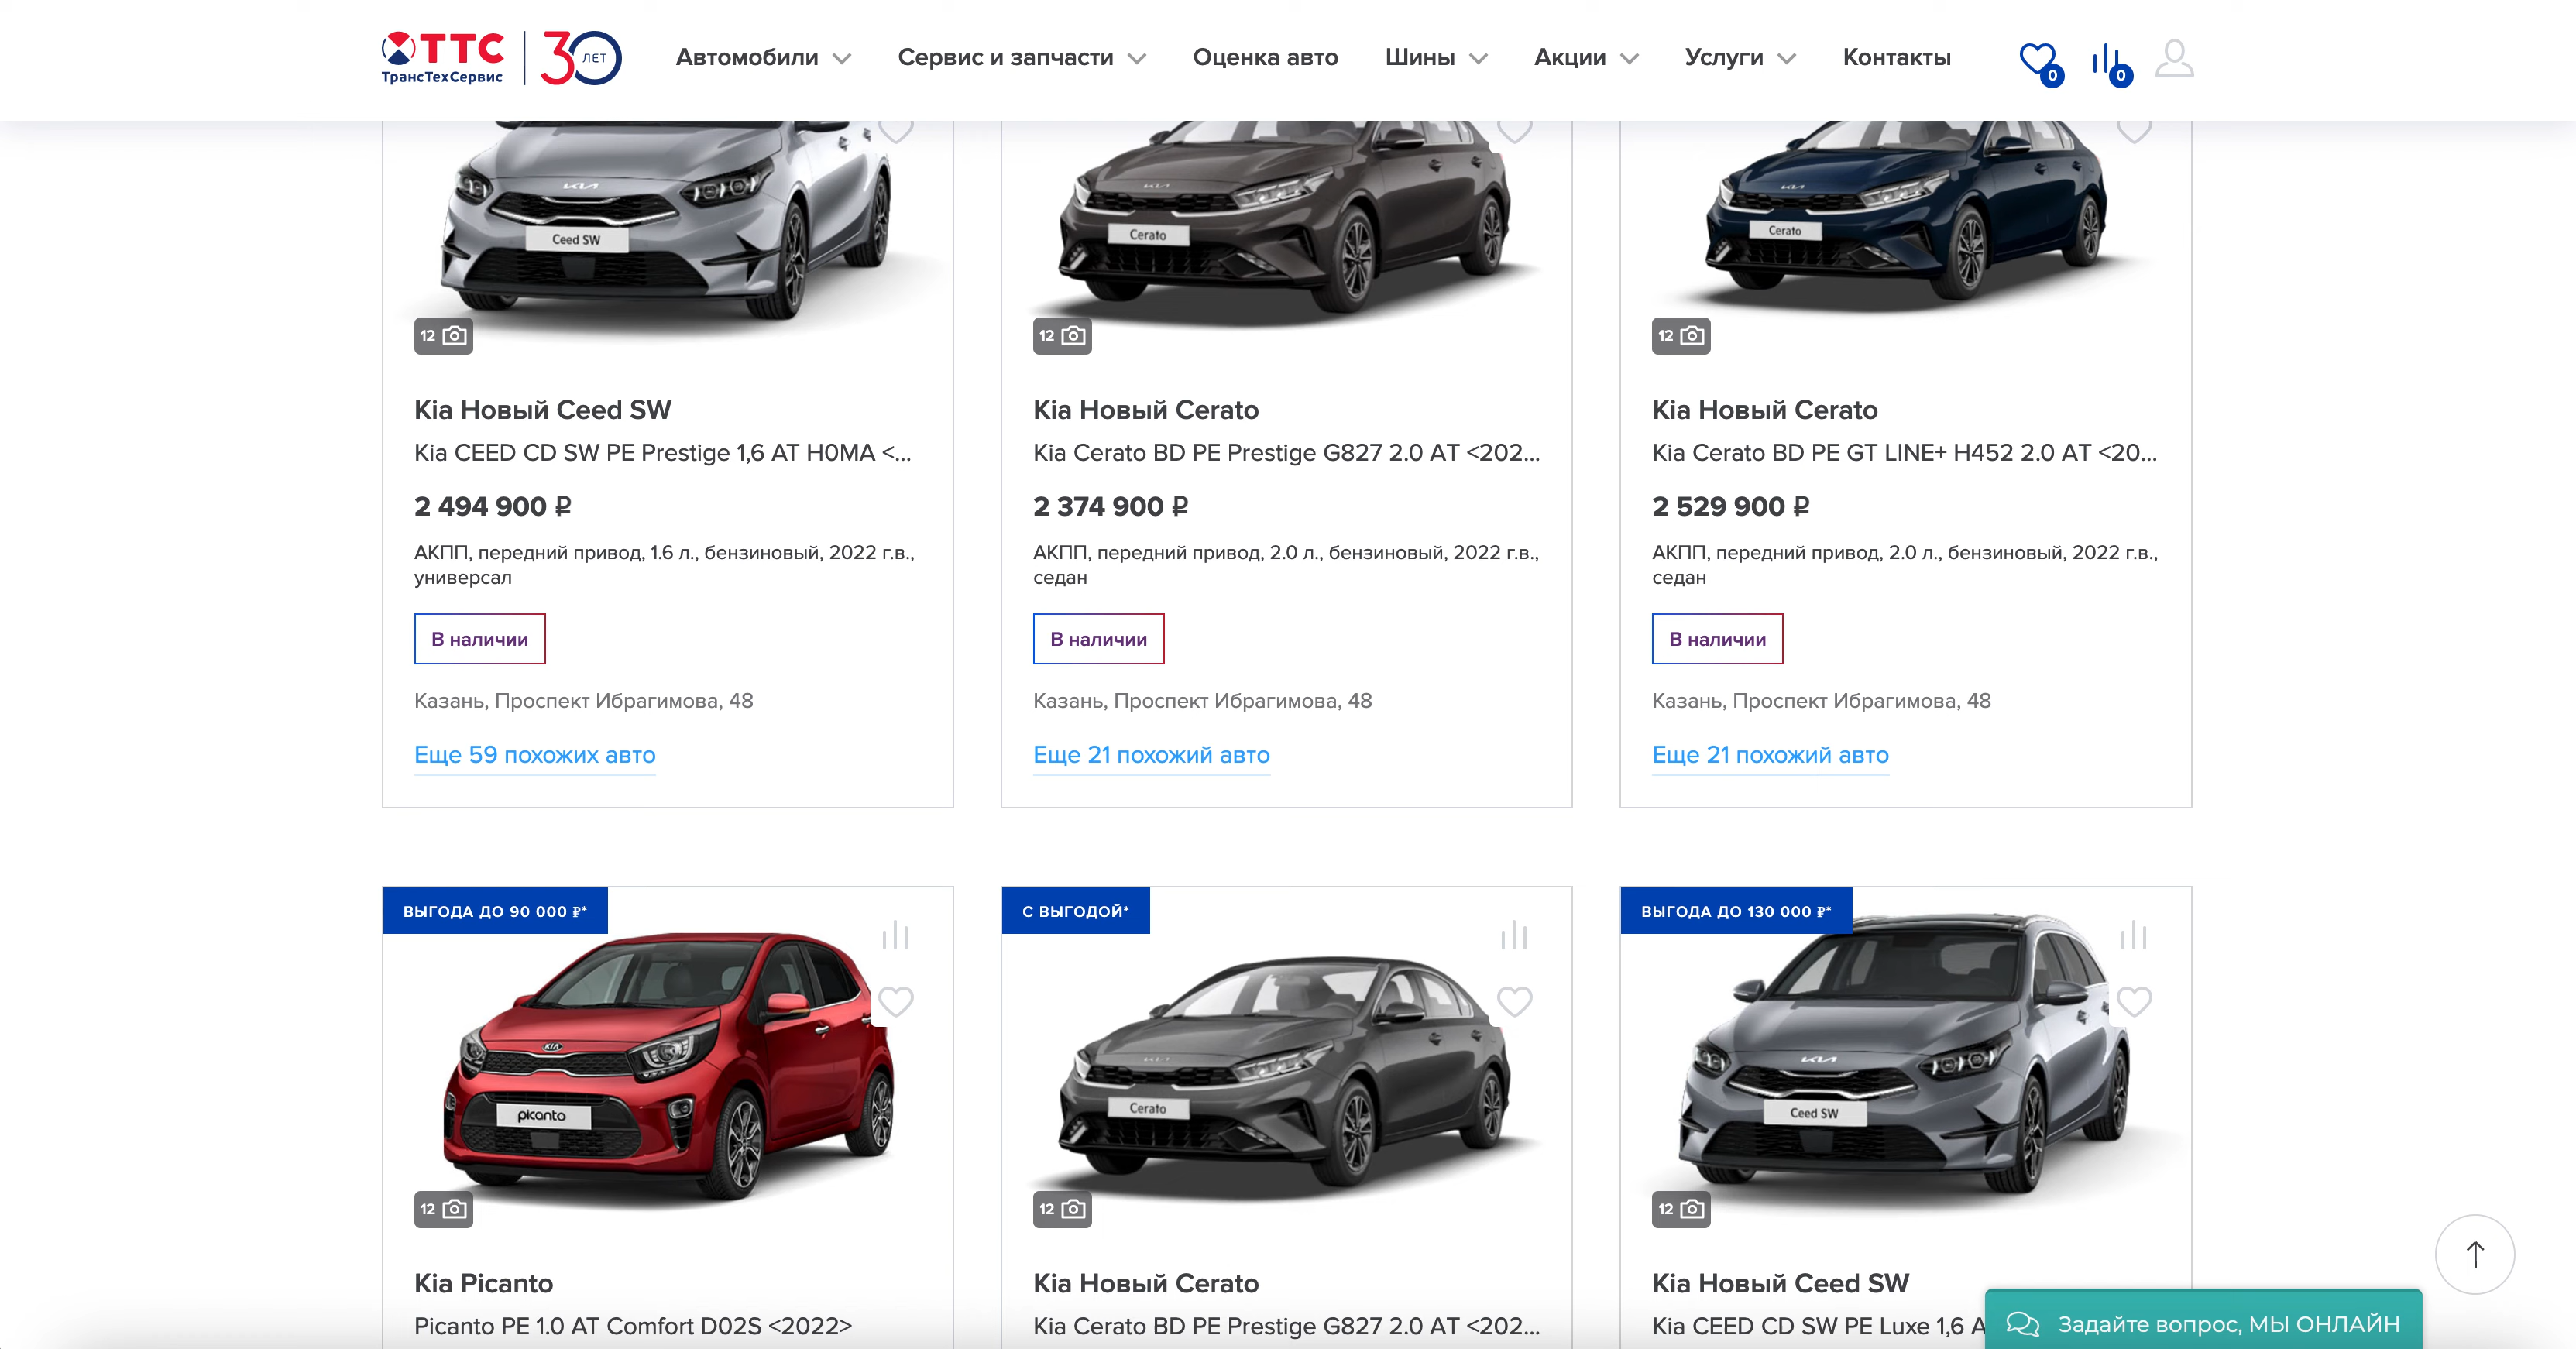 ТТС
ТрансТехСервис
30 ЛЕТ
Автомобили
Сервис и запчасти
Оценка авто
Шины
Акции
Услуги
Контакты
0
0
KIA
Ceed SW
12
KIA
Cerato
12
KIA
Cerato
12
Kia Новый Ceed SW
Kia CEED CD SW PE Prestige 1,6 AT H0MA <...
2 494 900 ₽
АКПП, передний привод, 1.6 л., бензиновый, 2022 г.в.,
универсал
В наличии
Казань, Проспект Ибрагимова, 48
Еще 59 похожих авто
Kia Новый Cerato
Kia Cerato BD PE Prestige G827 2.0 AT <202...
2 374 900 ₽
АКПП, передний привод, 2.0 л., бензиновый, 2022 г.в.,
седан
В наличии
Казань, Проспект Ибрагимова, 48
Еще 21 похожий авто
Kia Новый Cerato
Kia Cerato BD PE GT LINE+ H452 2.0 AT <20...
2 529 900 ₽
АКПП, передний привод, 2.0 л., бензиновый, 2022 г.в.,
седан
В наличии
Казань, Проспект Ибрагимова, 48
Еще 21 похожий авто
ВЫГОДА ДО 90 000 ₽*
KIA
picanto
12
Kia Picanto
Picanto PE 1.0 AT Comfort D02S <2022>
С ВЫГОДОЙ*
KIA
Cerato
12
Kia Новый Cerato
Kia Cerato BD PE Prestige G827 2.0 AT <202...
ВЫГОДА ДО 130 000 ₽*
KIA
Ceed SW
12
Kia Новый Ceed SW
Kia CEED CD SW PE Luxe 1,6 A
Задайте вопрос, МЫ ОНЛАЙН